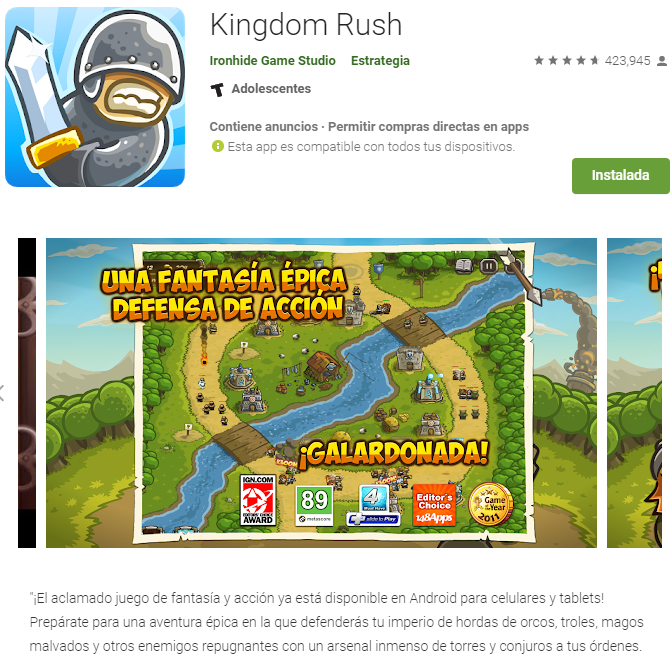 Kingdom Rush
Ironhide Game Studio Estrategia
423,945
T Adolescentes
Contiene anuncios · Permitir compras directas en apps
Esta app es compatible con todos tus dispositivos.
Instalada
UNA FANTASÍA ÉPICA
DEFENSA DE ACCIÓN
¡GALARDONADA!
IGN.COM
EDITORS' CHOICE
AWARD
89
metascore
4
Must Have
slide to Play
Editor's
Choice
148Apps
Game of
the Year
2011
"¡El aclamado juego de fantasía y acción ya está disponible en Android para celulares y tablets!
Prepárate para una aventura épica en la que defenderás tu imperio de hordas de orcos, troles, magos
malvados y otros enemigos repugnantes con un arsenal inmenso de torres y conjuros a tus órdenes.